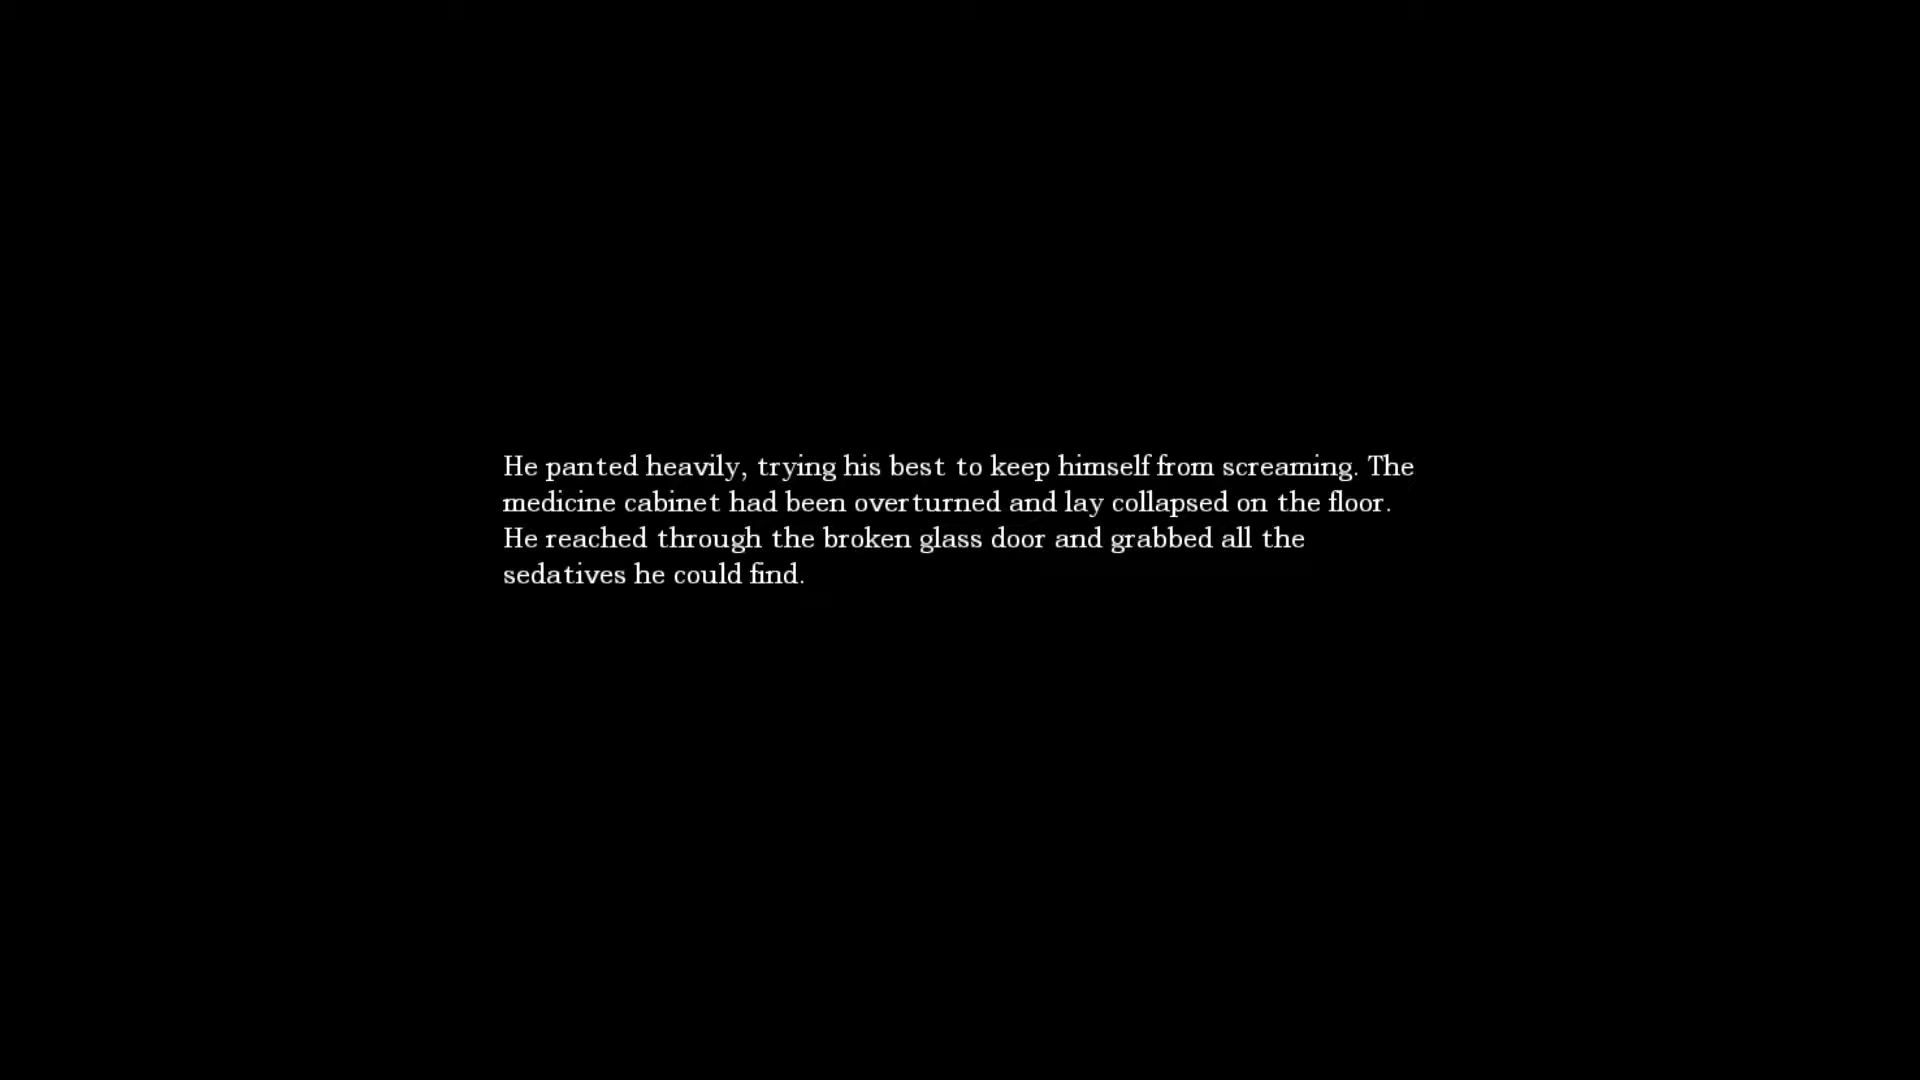 He panted heavily, trying his best to keep himself from screaming. The
medicine cabinet had been overturned and lay collapsed on the floor.
He reached through the broken glass door and grabbed all the
sedatives he could find.